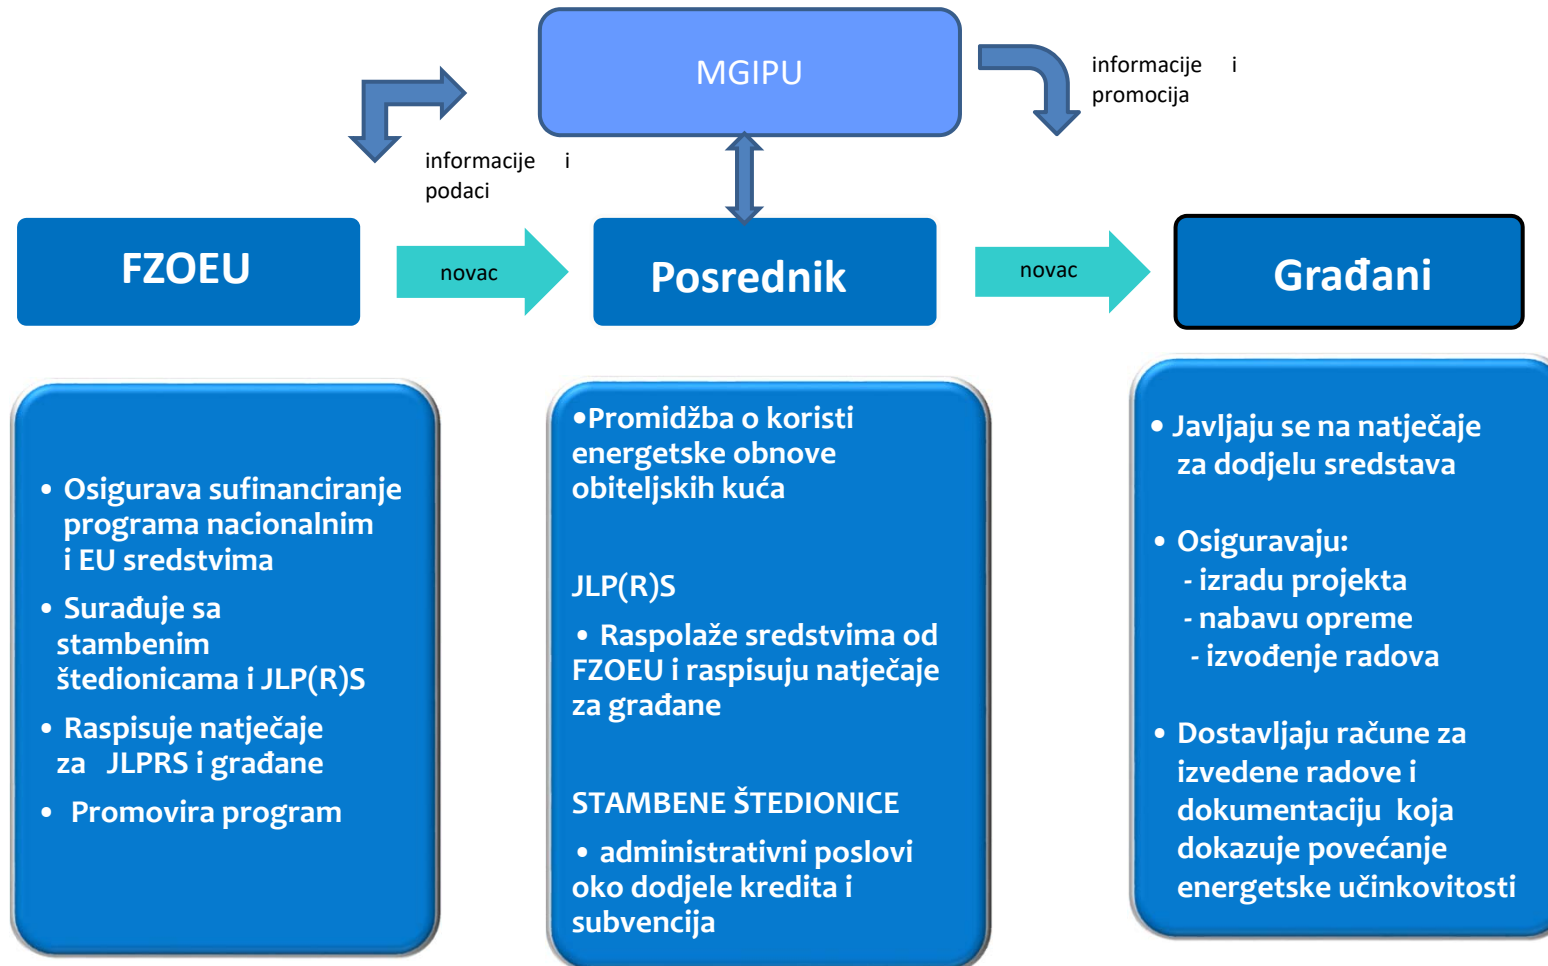 MGIPU
informacije i
promocija
informacije i
podaci
FZOEU
novac
Posrednik
novac
Građani
• Osigurava sufinanciranje
programa nacionalnim
i EU sredstvima
• Surađuje sa
stambenim
štedionicama i JLP(R)S
• Raspisuje natječaje
za JLPRS i građane
• Promovira program
•Promidžba o koristi
energetske obnove
obiteljskih kuća
JLP(R)S
• Raspolaže sredstvima od
FZOEU i raspisuju natječaje
za građane
STAMBENE ŠTEDIONICE
• administrativni poslovi
oko dodjele kredita i
subvencija
• Javljaju se na natječaje
za dodjelu sredstava
• Osiguravaju:
- izradu projekta
- nabavu opreme
- izvođenje radova
• Dostavljaju račune za
izvedene radove i
dokumentaciju koja
dokazuje povećanje
energetske učinkovitosti